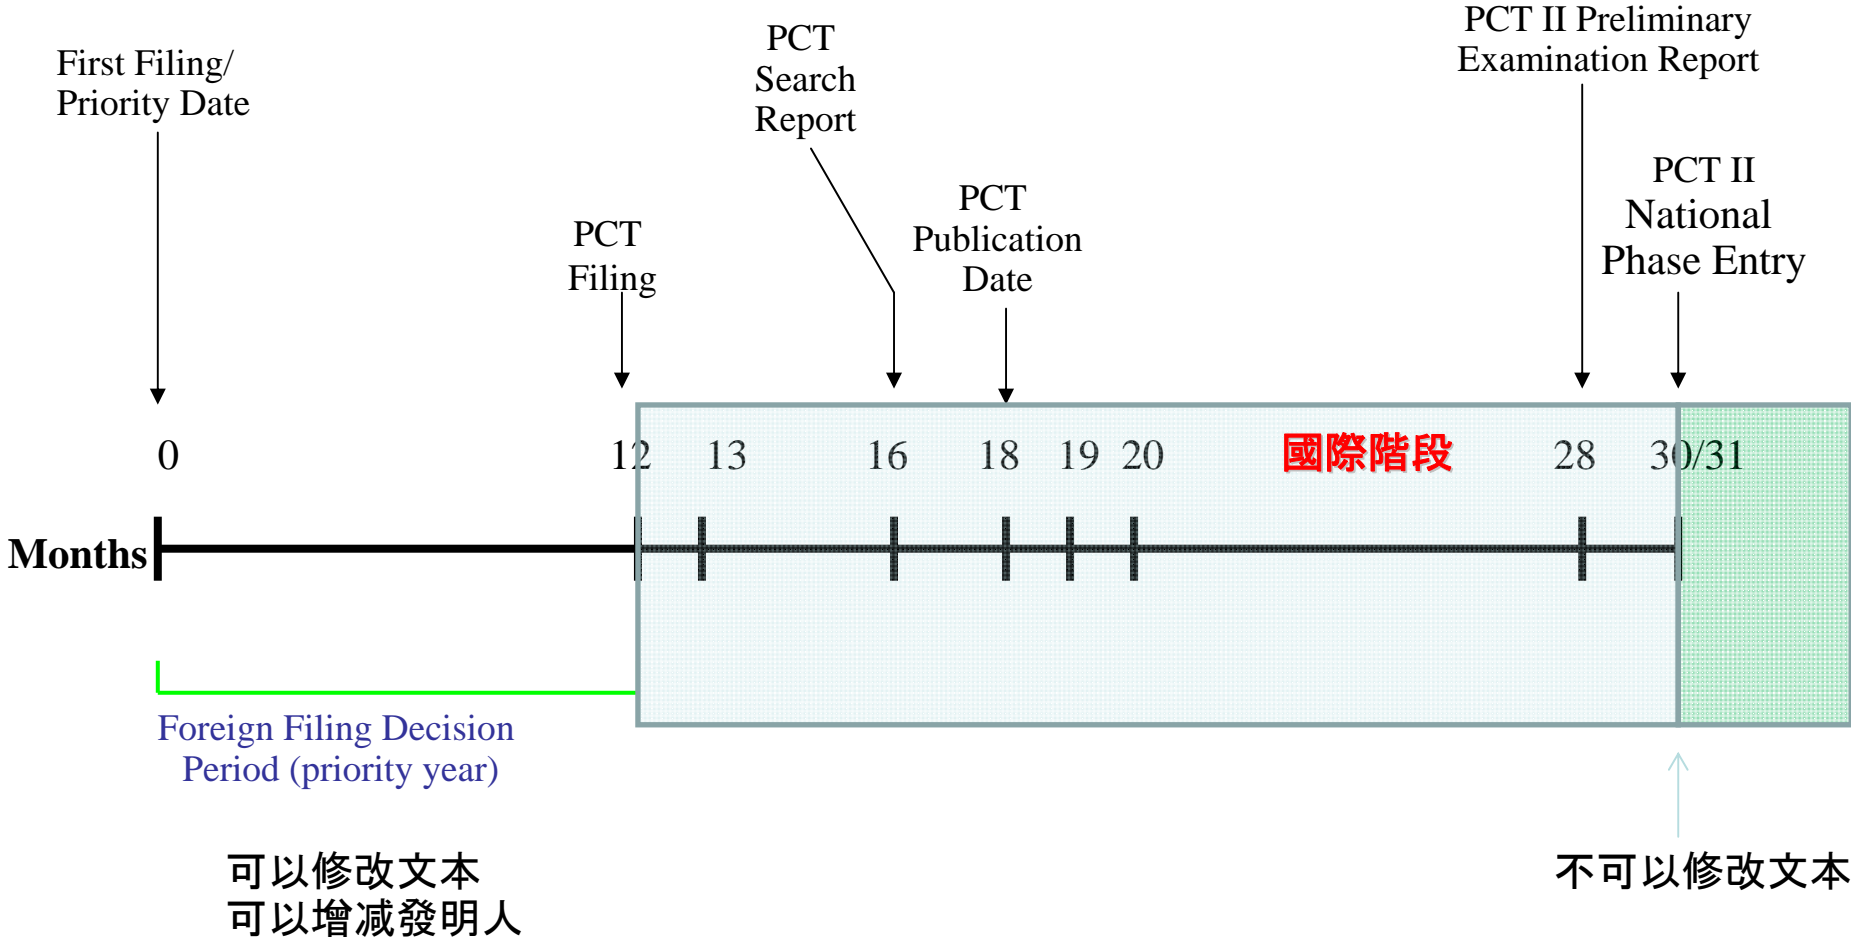 First Filing/
Priority Date
PCT
Filing
PCT
Search
Report
PCT
Publication
Date
PCT II Preliminary
Examination Report
PCT II
National
Phase Entry
0 12 13 16 18 19 20 國際階段 28 30/31
Months
Foreign Filing Decision
Period (priority year)
可以修改文本
可以增减發明人
不可以修改文本